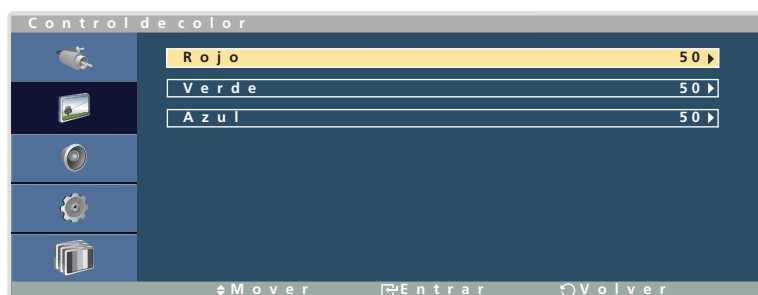 Control de color
Rojo 50
Verde 50
Azul 50
Mover Entrar Volver